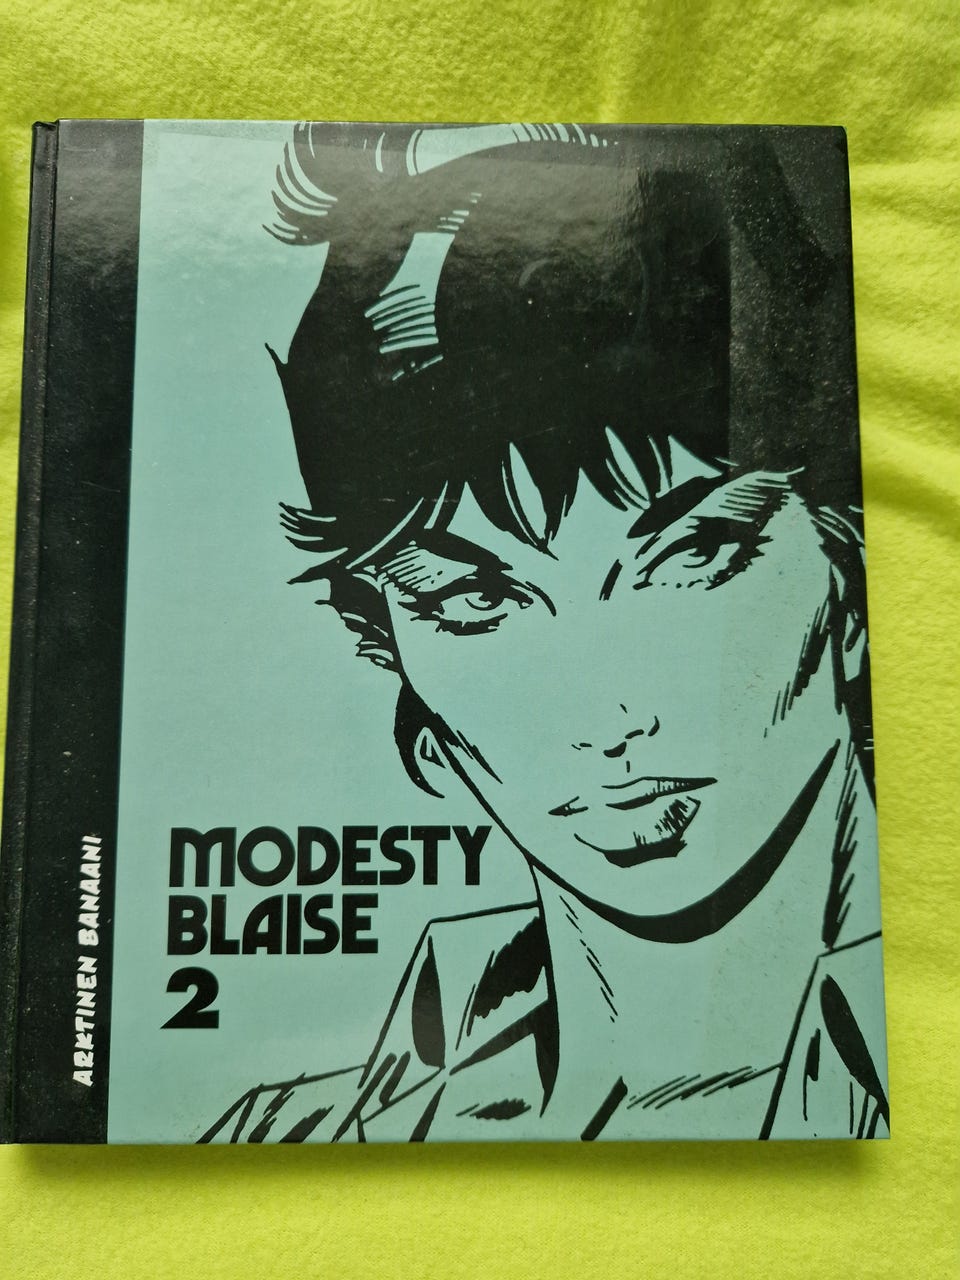 MODESTY
BLAISE
2
ARKTINEN BANAANI